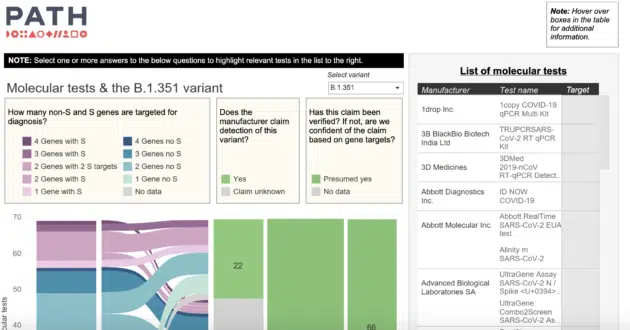 PATH
Note: Hover over
boxes in the table
for additional
information.
NOTE: Select one or more answers to the below questions to highlight relevant tests in the list to the right.
Molecular tests & the B.1.351 variant
Select variant
B.1.351
How many non-S and S genes are targeted for
diagnosis?
4 Genes with S
3 Genes with S
2 Genes with 2 S targets
2 Genes with S
1 Gene with S
4 Genes no S
3 Genes no S
2 Genes no S
1 Gene no S
No data
Does the
manufacturer claim
detection of this
variant?
Yes
Claim unknown
Has this claim been
verified? If not, are we
confident of the claim
based on gene targets?
Presumed yes
No data
70
60
50
40
22
66
List of molecular tests
Manufacturer Test name Target
1drop Inc.
1copy COVID-19
qPCR Multi Kit
3B BlackBio Biotech
India Ltd
TRUPCRSARS-
CoV-2 RT qPCR
Kit
3D Medicines
3DMed
2019-nCoV
RT-qPCR Detect..
Abbott Diagnostics
Inc.
ID NOW
COVID-19
Abbott Molecular Inc.
Abbott RealTime
SARS-CoV-2 EUA
test
Alinity m
SARS-CoV-2
Advanced Biological
Laboratories SA
UltraGene Assay
SARS-CoV-2 N /
Spike <U+0394>..
UltraGene
Combo2Screen
SARS-CoV-2 As..